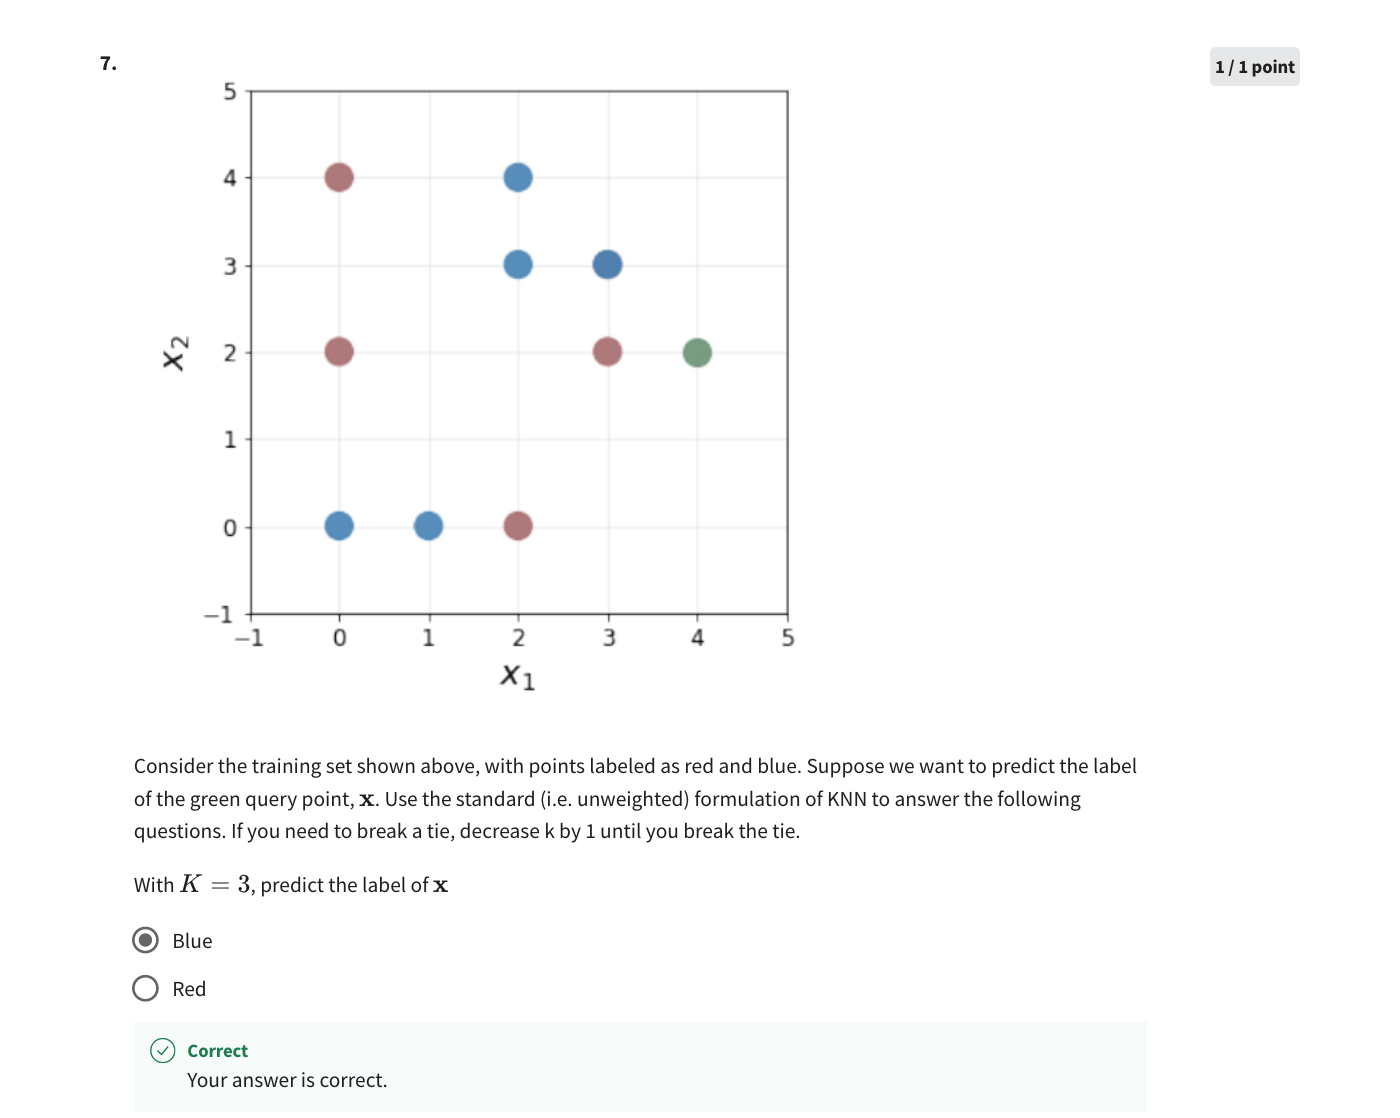 7.
1 / 1 point
5
4
3
2
1
0
−1
−1 0 1 2 3 4 5
x₂
x₁
Consider the training set shown above, with points labeled as red and blue. Suppose we want to predict the label
of the green query point, x. Use the standard (i.e. unweighted) formulation of KNN to answer the following
questions. If you need to break a tie, decrease k by 1 until you break the tie.
With K = 3, predict the label of x
Blue
Red
Correct
Your answer is correct.